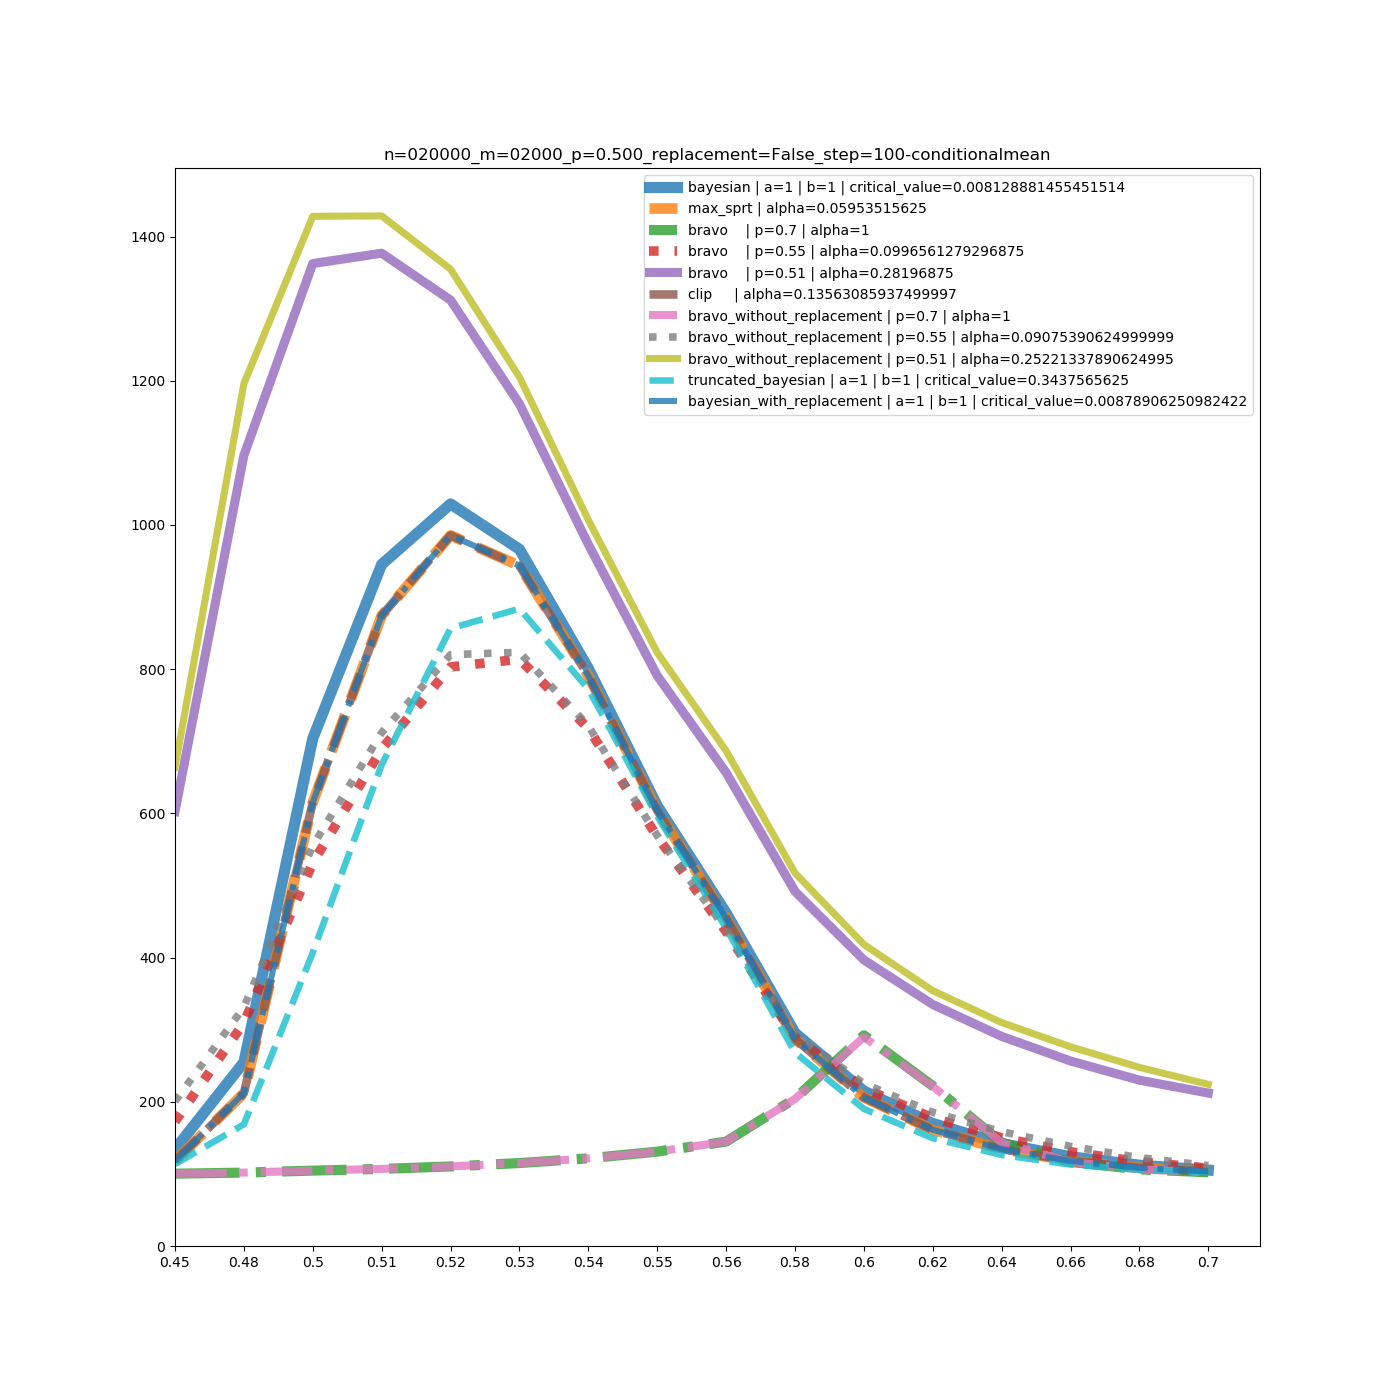 n=020000_m=02000_p=0.500_replacement=False_step=100-conditionalmean
bayesian | a=1 | b=1 | critical_value=0.008128881455451514
max_sprt | alpha=0.05953515625
bravo | p=0.7 | alpha=1
bravo | p=0.55 | alpha=0.0996561279296875
bravo | p=0.51 | alpha=0.28196875
clip | alpha=0.13563085937499997
bravo_without_replacement | p=0.7 | alpha=1
bravo_without_replacement | p=0.55 | alpha=0.09075390624999999
bravo_without_replacement | p=0.51 | alpha=0.25221337890624995
truncated_bayesian | a=1 | b=1 | critical_value=0.3437565625
bayesian_with_replacement | a=1 | b=1 | critical_value=0.00878906250982422
1400
1200
1000
800
600
400
200
0
0.45 0.48 0.5 0.51 0.52 0.53 0.54 0.55 0.56 0.58 0.6 0.62 0.64 0.66 0.68 0.7